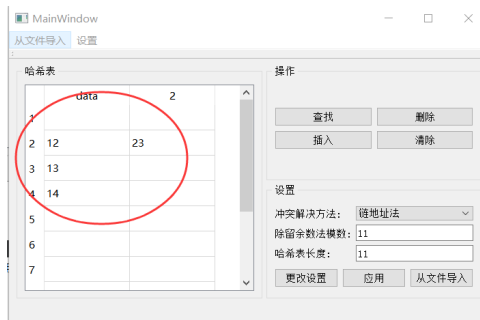 MainWindow
从文件导入 设置
哈希表
data 2
1
2 12 23
3 13
4 14
5
6
7
操作
查找 删除
插入 清除
设置
冲突解决方法: 链地址法
除留余数法模数: 11
哈希表长度: 11
更改设置 应用 从文件导入